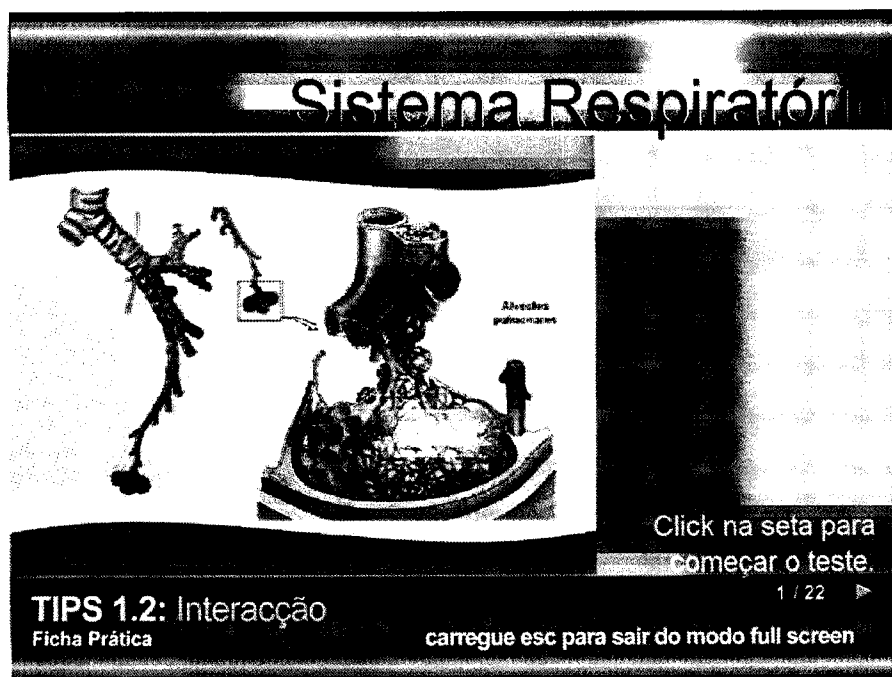 Sistema Respiratóri
Alveolos
pulmonares
Click na seta para
começar o teste.
1 / 22
TIPS 1.2: Interacção
Ficha Prática
carregue esc para sair do modo full screen